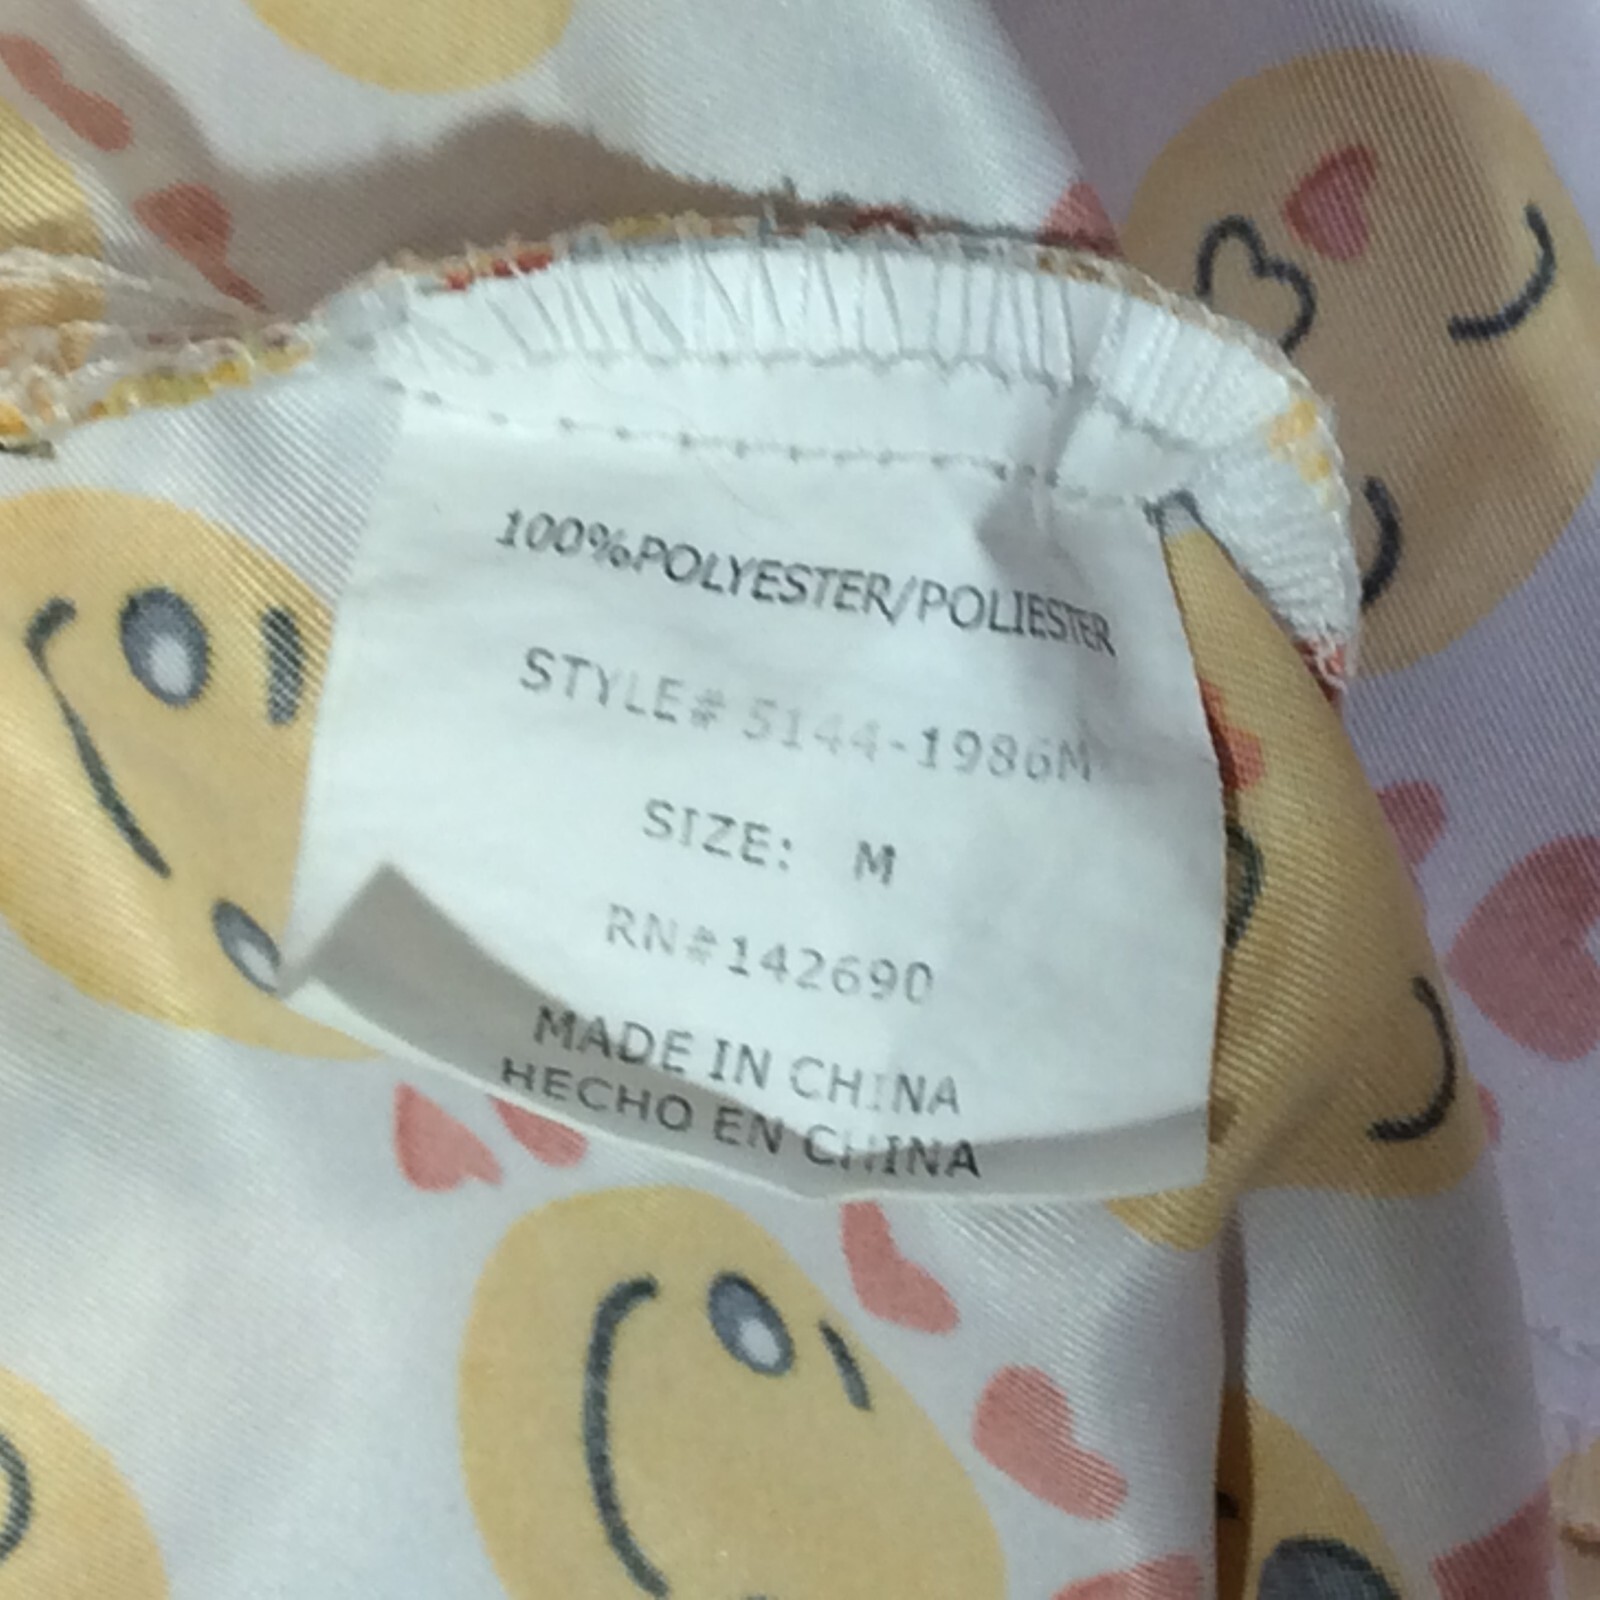 100%POLYESTER/POLIESTER
STYLE# 5144-1986M
SIZE: M
RN#142690
MADE IN CHINA
HECHO EN CHINA